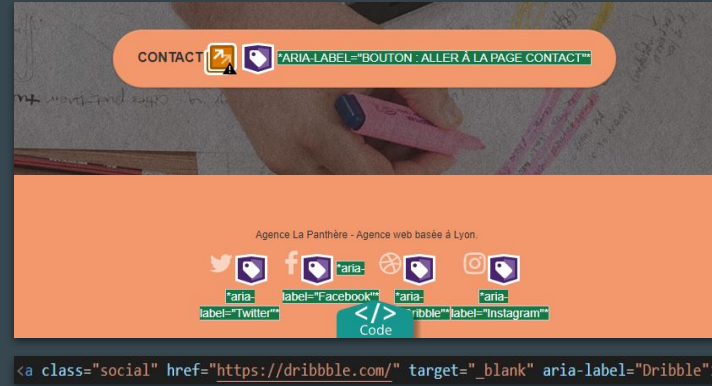 CONTACT *ARIA-LABEL="BOUTON : ALLER À LA PAGE CONTACT"*
Agence La Panthère - Agence web basée á Lyon.
*aria-
*aria- label="Facebook"* *aria- *aria-
label="Twitter"* ribble"* label="Instagram"*
</>
Code
<a class="social" href="https://dribbble.com/" target="_blank" aria-label="Dribble"